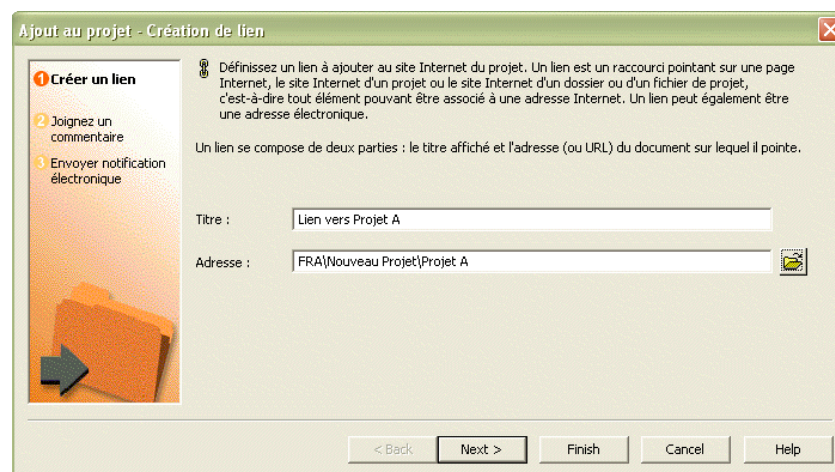 Ajout au projet - Création de lien
1 Créer un lien
2 Joignez un
commentaire
3 Envoyer notification
électronique
Définissez un lien à ajouter au site Internet du projet. Un lien est un raccourci pointant sur une page
Internet, le site Internet d'un projet ou le site Internet d'un dossier ou d'un fichier de projet,
c'est-à-dire tout élément pouvant être associé à une adresse Internet. Un lien peut également être
une adresse électronique.
Un lien se compose de deux parties : le titre affiché et l'adresse (ou URL) du document sur lequel il pointe.
Titre : Lien vers Projet A
Adresse : FRA\Nouveau Projet\Projet A
< Back Next > Finish Cancel Help